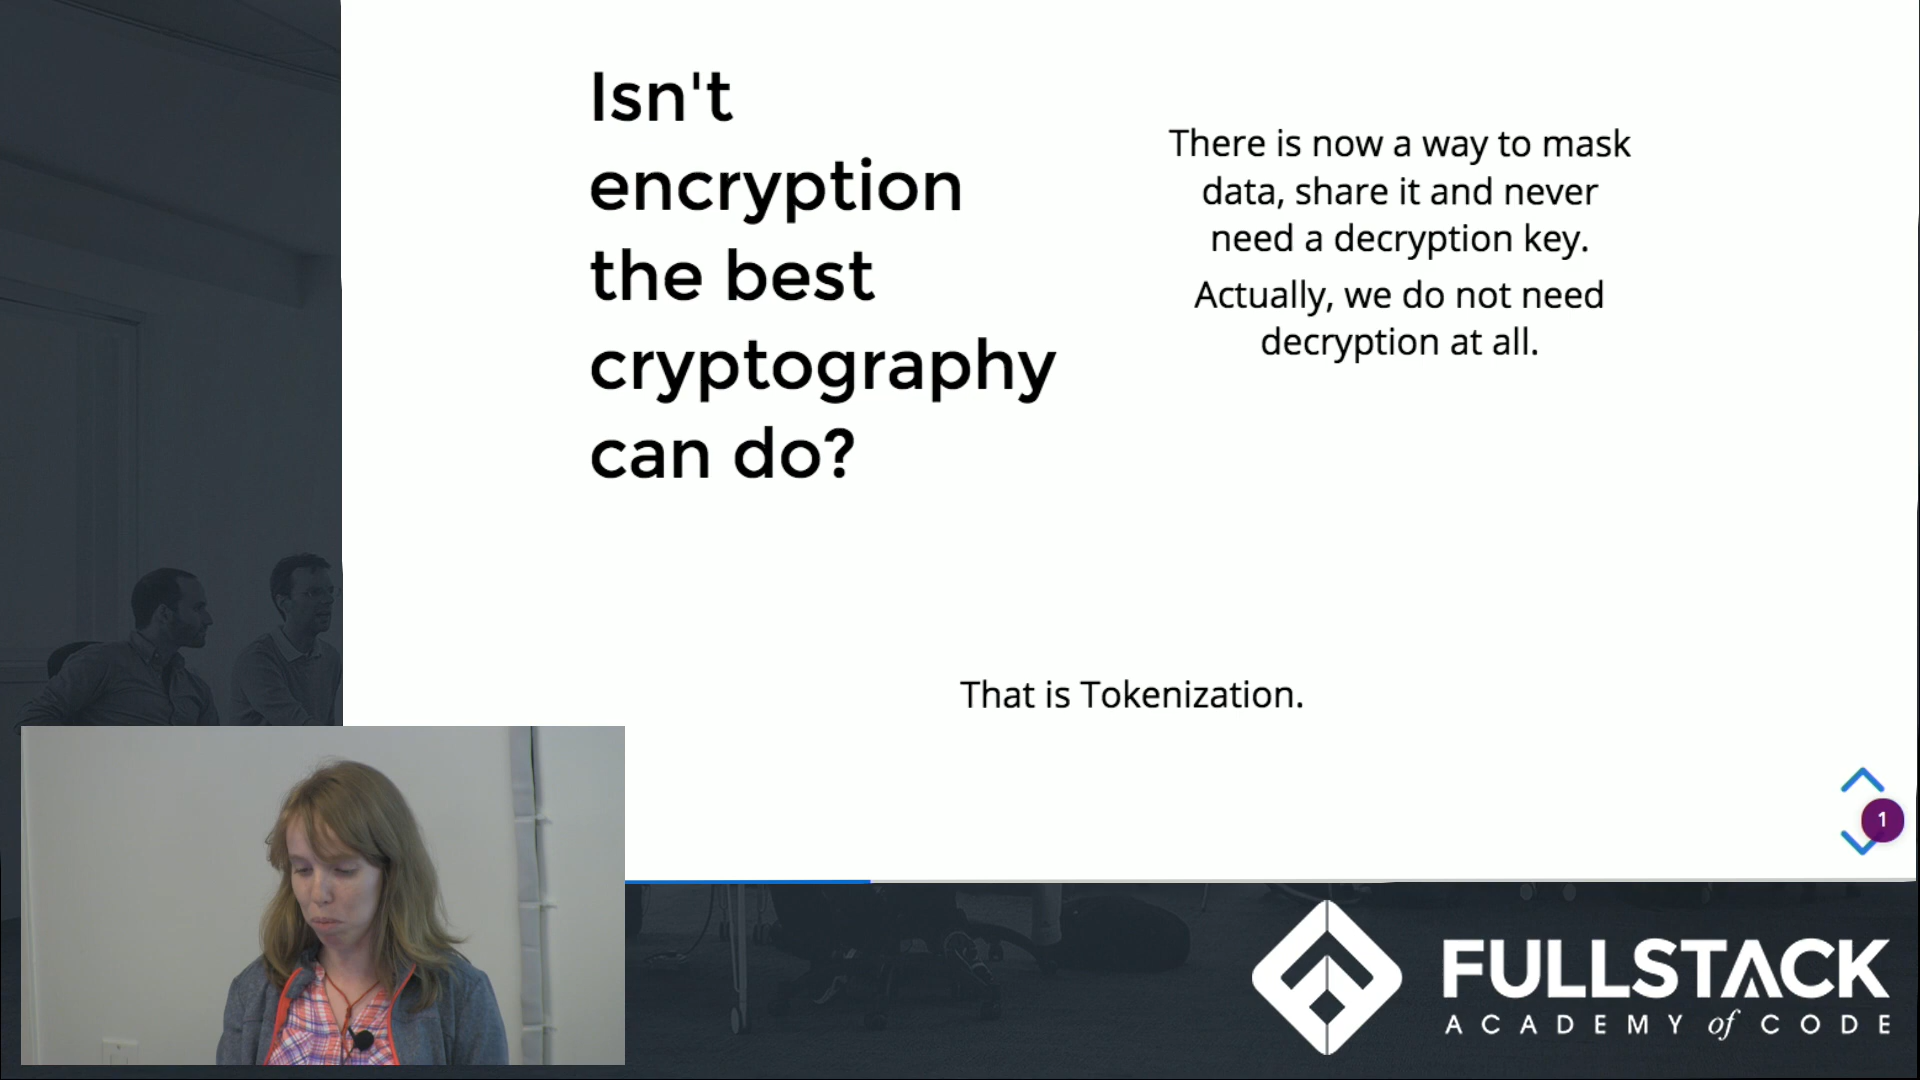 Isn't
encryption
the best
cryptography
can do?
There is now a way to mask
data, share it and never
need a decryption key.
Actually, we do not need
decryption at all.
That is Tokenization.
1
FULLSTACK
ACADEMY of CODE